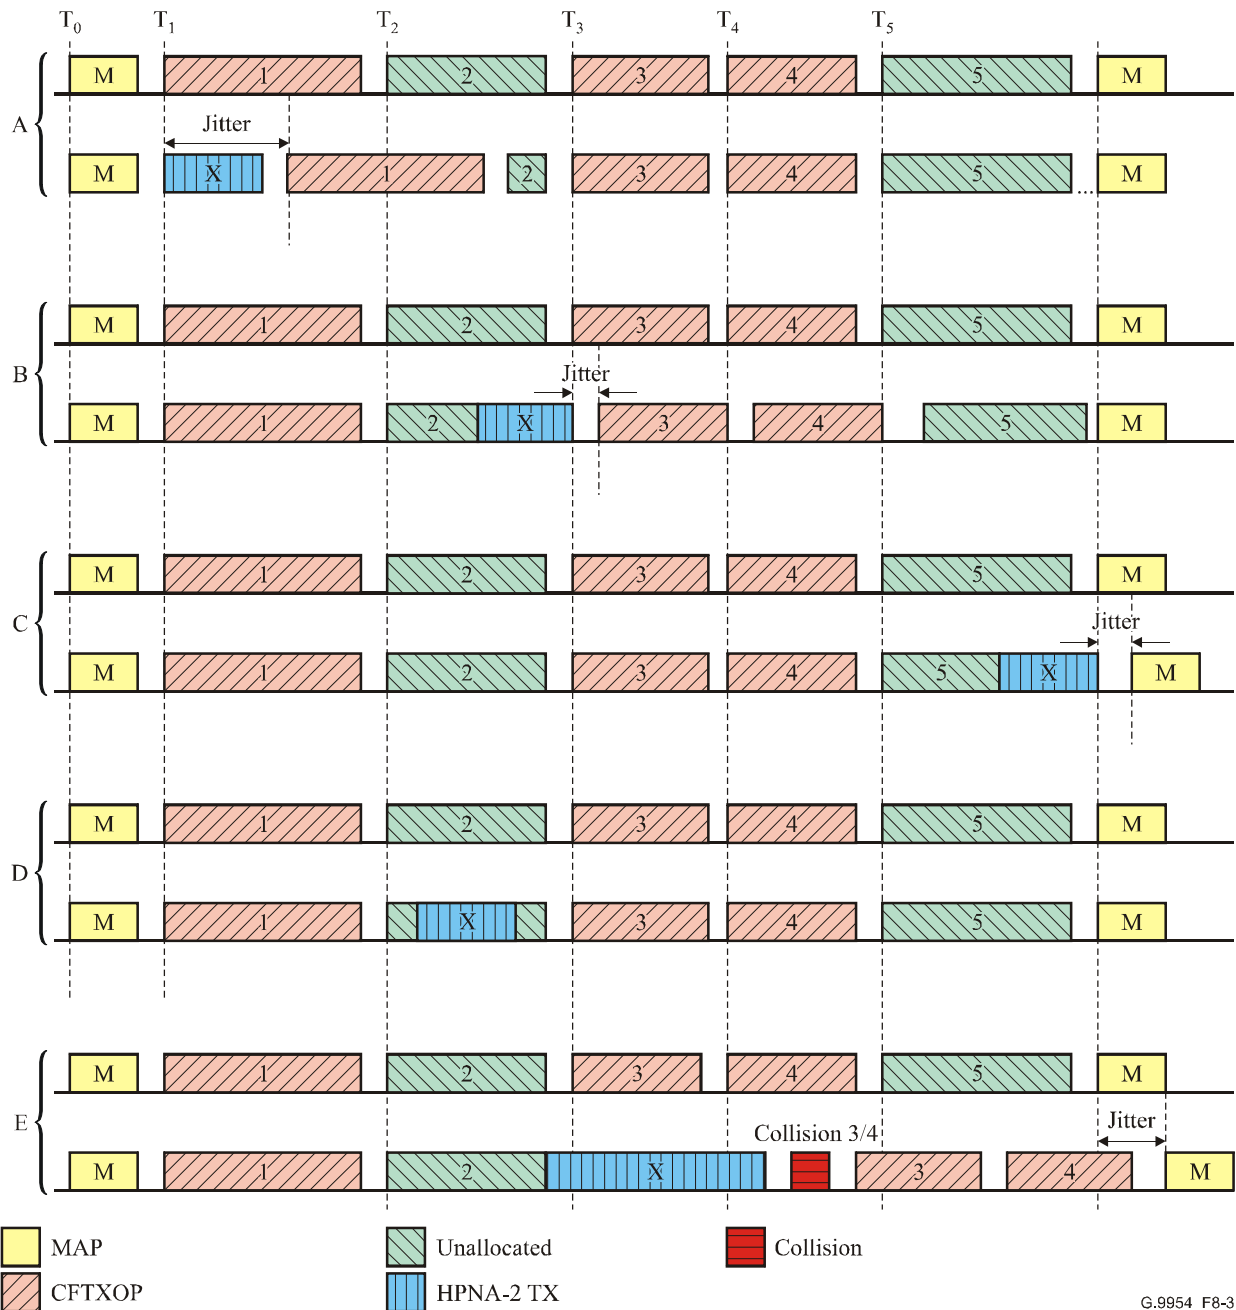 T0 T1 T2 T3 T4 T5
M 1 2 3 4 5 M
A
Jitter
M X 1 2 3 4 5 ... M
M 1 2 3 4 5 M
B
Jitter
M 1 2 X 3 4 5 M
M 1 2 3 4 5 M
C
Jitter
M 1 2 3 4 5 X M
M 1 2 3 4 5 M
D
M 1 X 3 4 5 M
M 1 2 3 4 5 M
E
Collision 3/4 Jitter
M 1 2 X 3 4 M
MAP Unallocated Collision
CFTXOP HPNA-2 TX
G.9954_F8-3